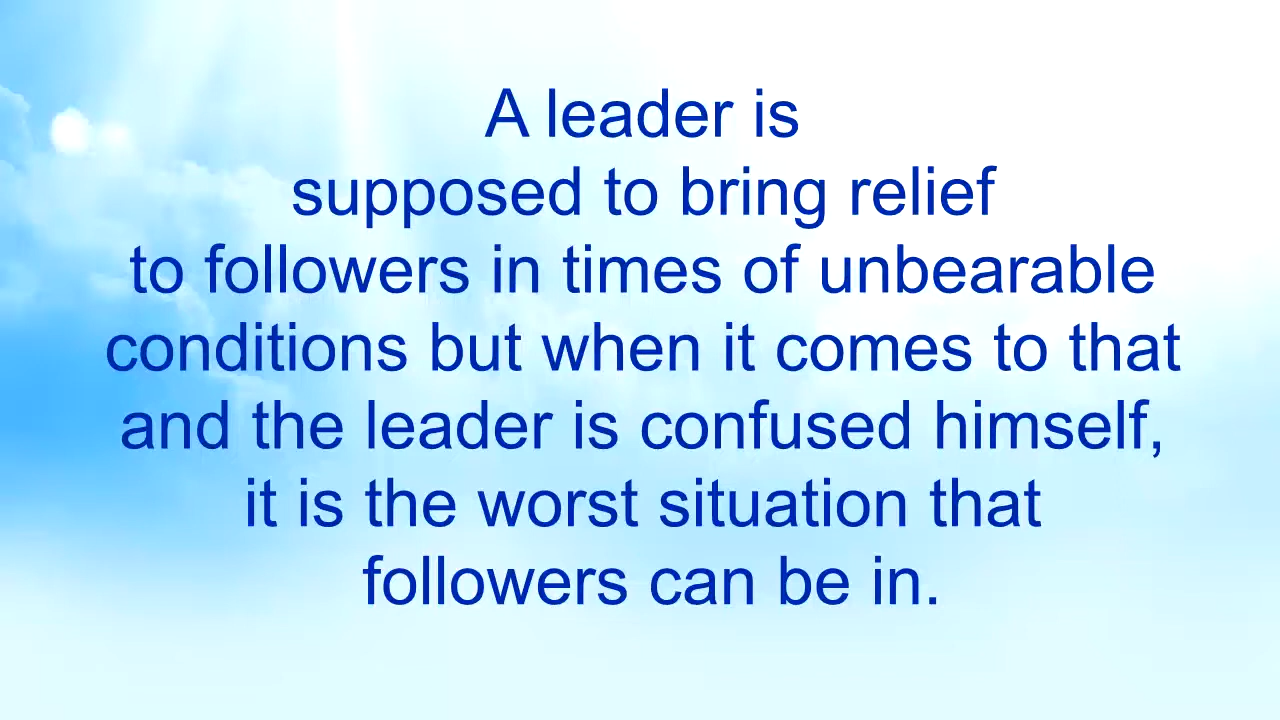 A leader is
supposed to bring relief
to followers in times of unbearable
conditions but when it comes to that
and the leader is confused himself,
it is the worst situation that
followers can be in.